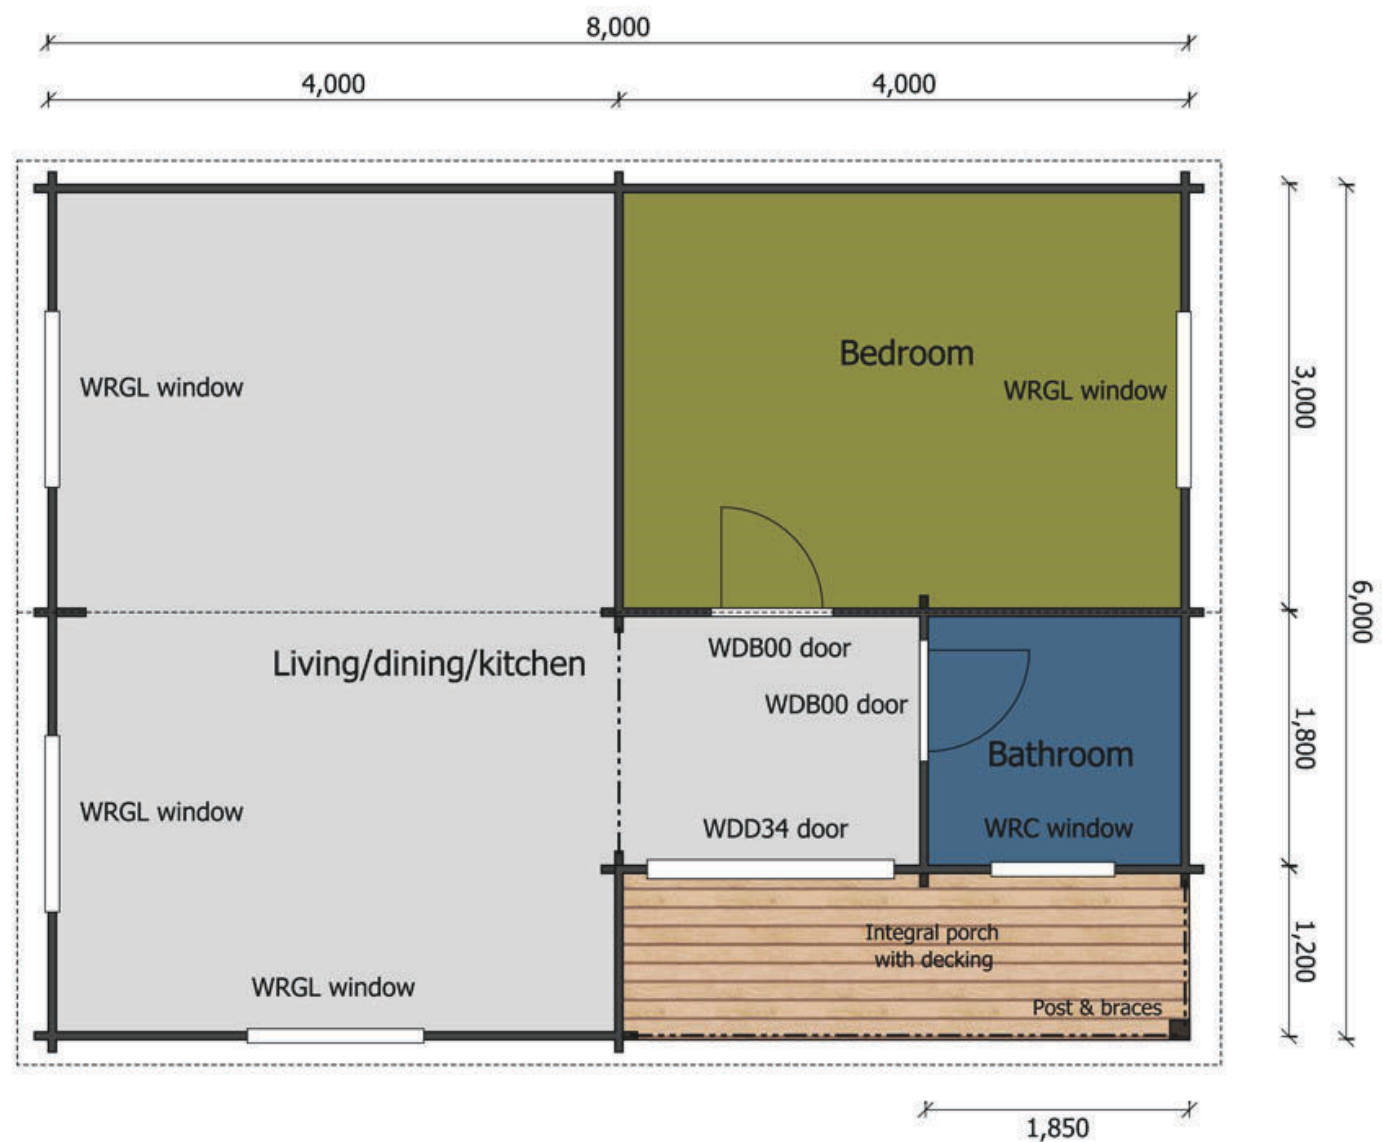 8,000
4,000
4,000
Bedroom
WRGL window
WRGL window
3,000
6,000
WDB00 door
Living/dining/kitchen
WDB00 door
1,800
Bathroom
WRGL window
WDD34 door
WRC window
Integral porch
with decking
1,200
WRGL window
Post & braces
1,850